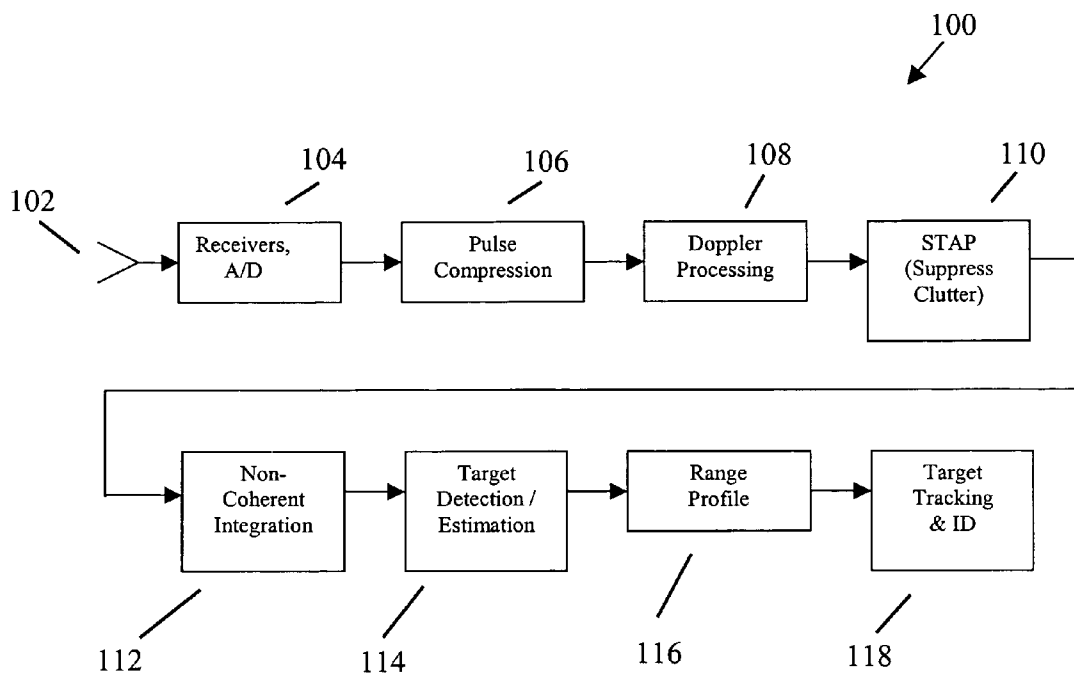 100
104
106
108
110
102
Receivers,
A/D
Pulse
Compression
Doppler
Processing
STAP
(Suppress
Clutter)
Non-
Coherent
Integration
Target
Detection /
Estimation
Range
Profile
Target
Tracking
& ID
112
114
116
118